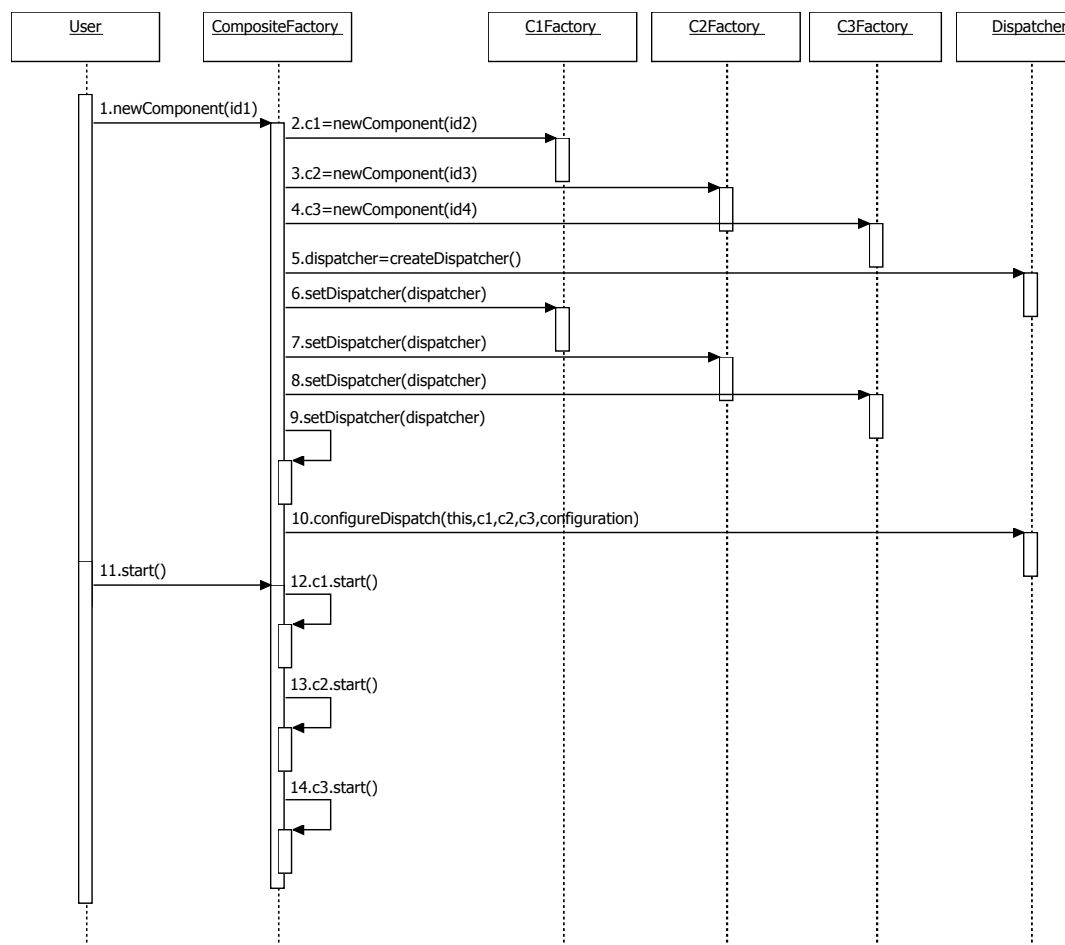 User
CompositeFactory
C1Factory
C2Factory
C3Factory
Dispatcher
1.newComponent(id1)
2.c1=newComponent(id2)
3.c2=newComponent(id3)
4.c3=newComponent(id4)
5.dispatcher=createDispatcher()
6.setDispatcher(dispatcher)
7.setDispatcher(dispatcher)
8.setDispatcher(dispatcher)
9.setDispatcher(dispatcher)
10.configureDispatch(this,c1,c2,c3,configuration)
11.start()
12.c1.start()
13.c2.start()
14.c3.start()